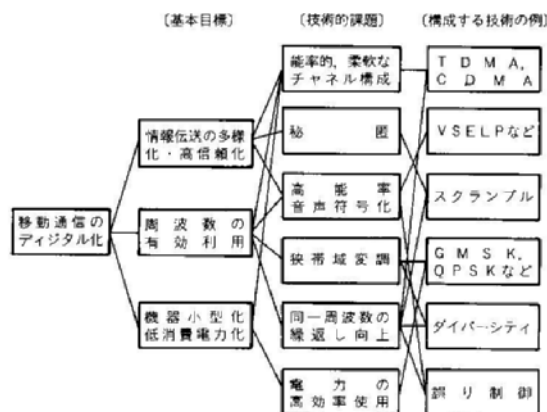 〔基本目標〕
〔技術的課題〕
〔構成する技術の例〕
移動通信の
ディジタル化
情報伝送の多様
化・高信頼化
周波数の
有効利用
機器小型化
低消費電力化
能率的,柔軟な
チャネル構成
秘匿
高能率
音声符号化
狭帯域変調
同一周波数の
繰返し向上
電力の
高効率使用
TDMA,
CDMA
VSELPなど
スクランブル
GMSK,
QPSKなど
ダイバーシティ
誤り制御